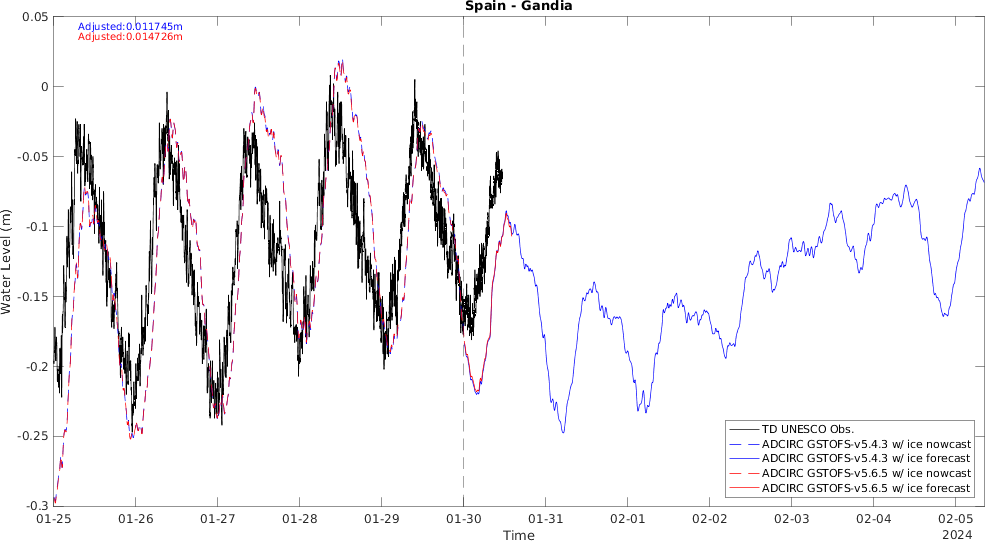 Spain - Gandia
Adjusted:0.011745m
Adjusted:0.014726m
0.05
0
-0.05
-0.1
-0.15
-0.2
-0.25
-0.3
Water Level (m)
TD UNESCO Obs.
ADCIRC GSTOFS-v5.4.3 w/ ice nowcast
ADCIRC GSTOFS-v5.4.3 w/ ice forecast
ADCIRC GSTOFS-v5.6.5 w/ ice nowcast
ADCIRC GSTOFS-v5.6.5 w/ ice forecast
01-25 01-26 01-27 01-28 01-29 01-30 01-31 02-01 02-02 02-03 02-04 02-05
Time
2024